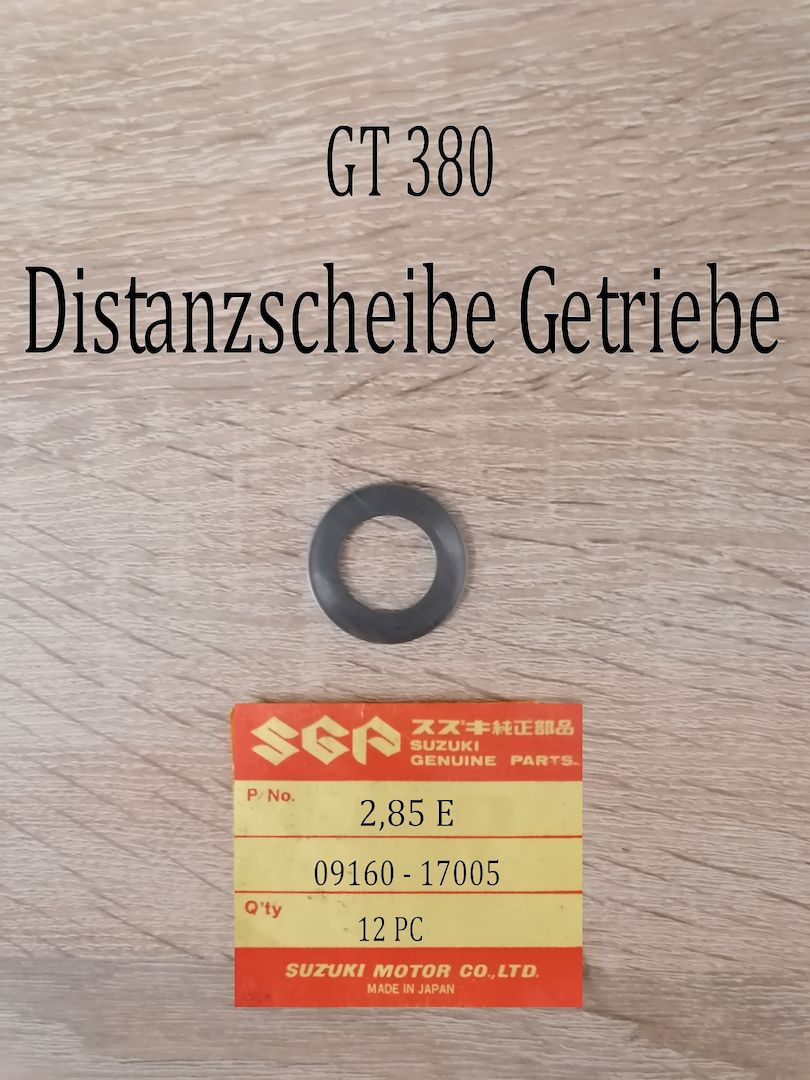 GT 380
Distanzscheibe Getriebe
SGP
スズキ純正部品
SUZUKI
GENUINE PARTS
P/No.
2,85 E
09160 - 17005
Q'ty
12 PC
SUZUKI MOTOR CO.,LTD.
MADE IN JAPAN